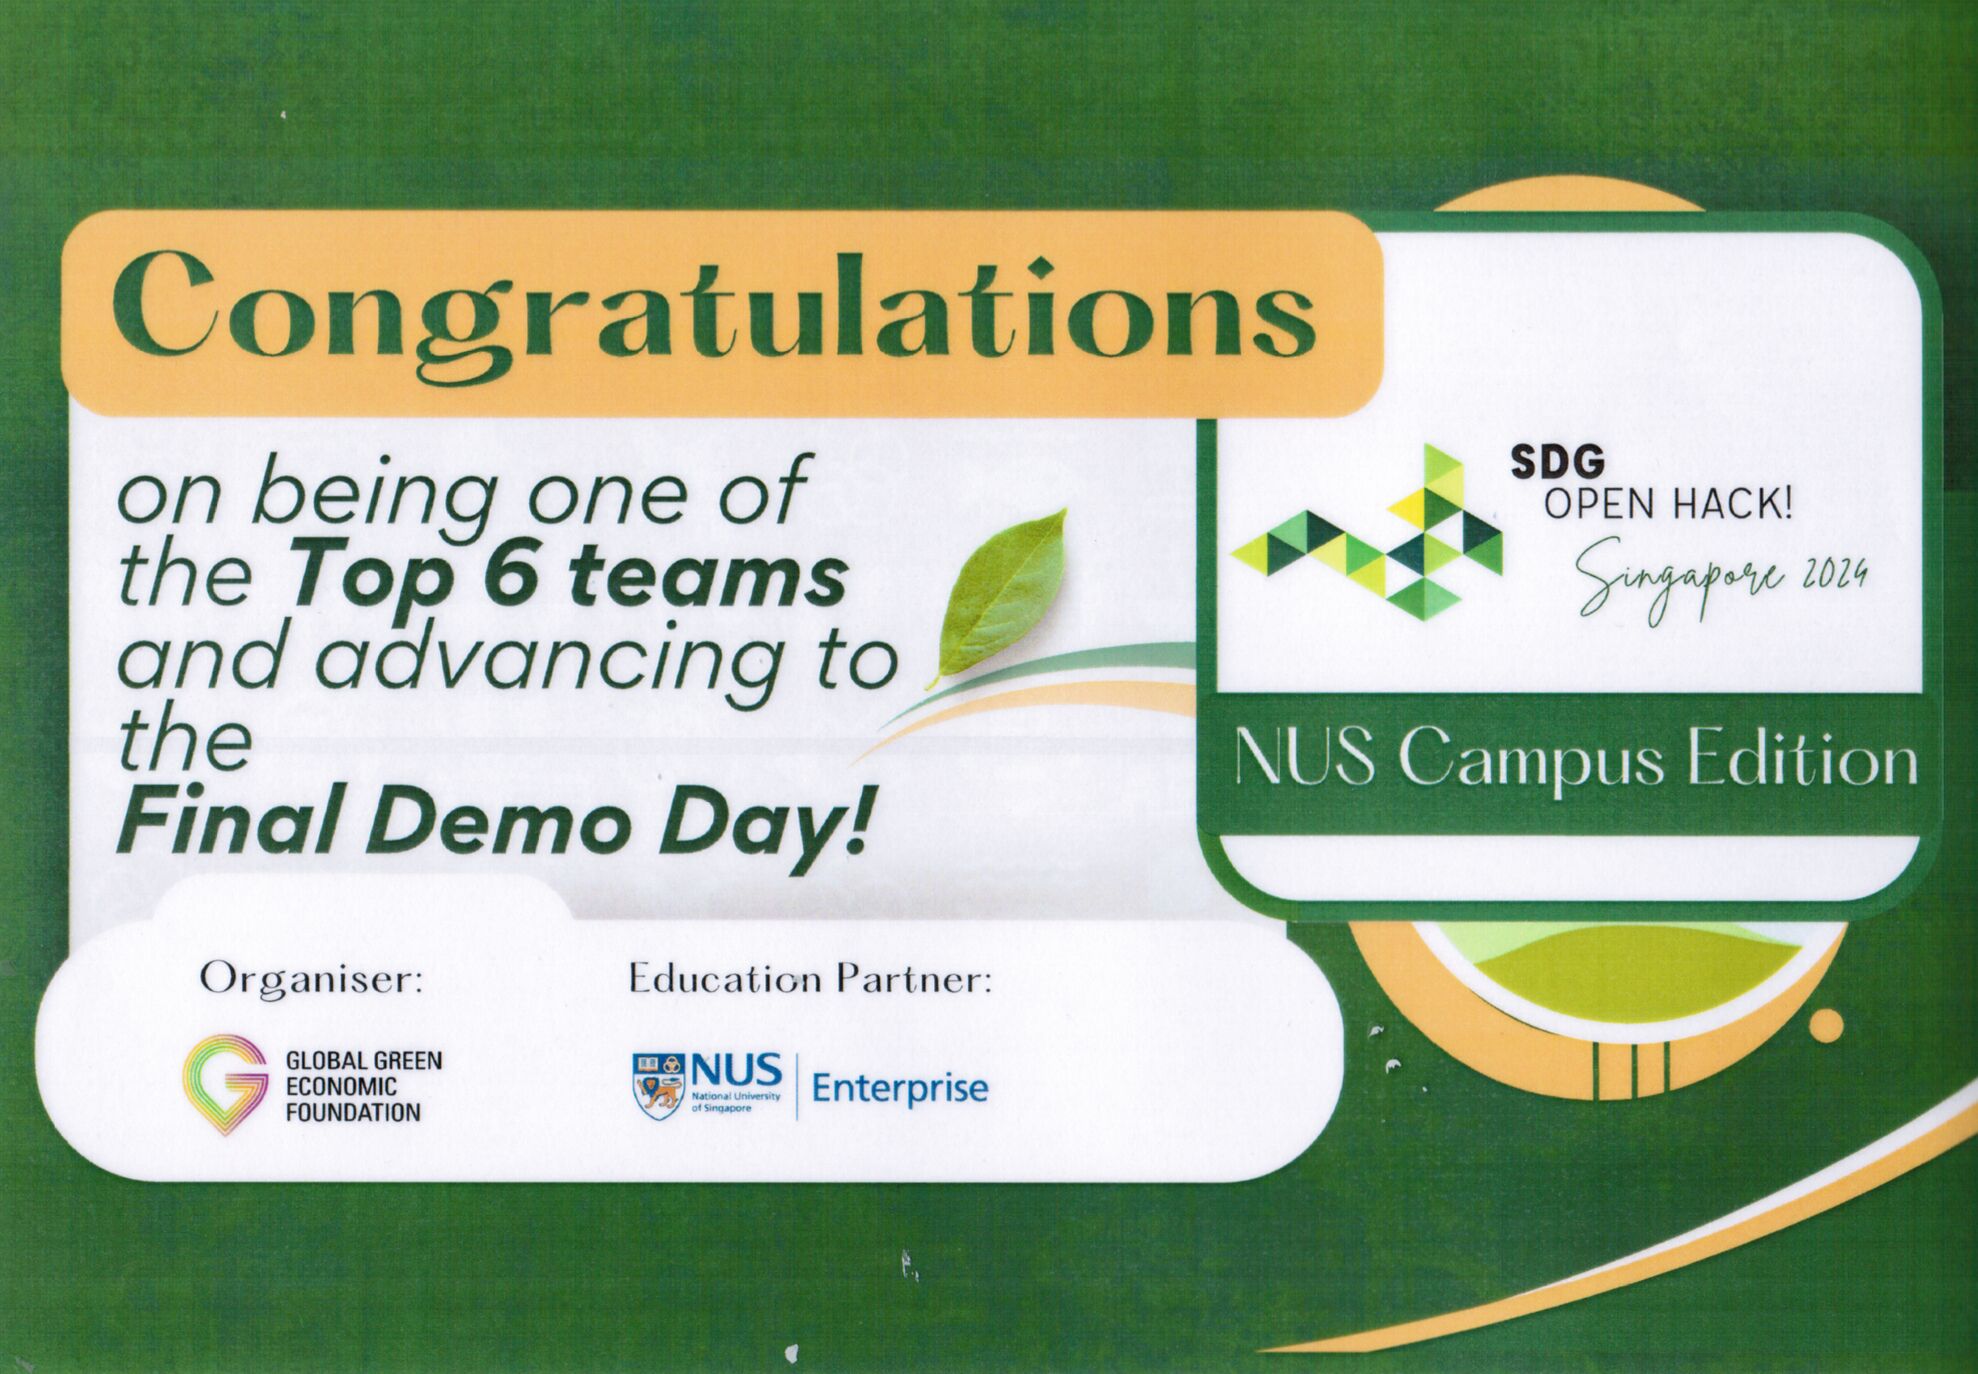 Congratulations
on being one of
the Top 6 teams
and advancing to
the
Final Demo Day!
SDG
OPEN HACK!
Singapore 2024
NUS Campus Edition
Organiser:
GLOBAL GREEN
ECONOMIC
FOUNDATION
Education Partner:
NUS
National University
of Singapore
Enterprise